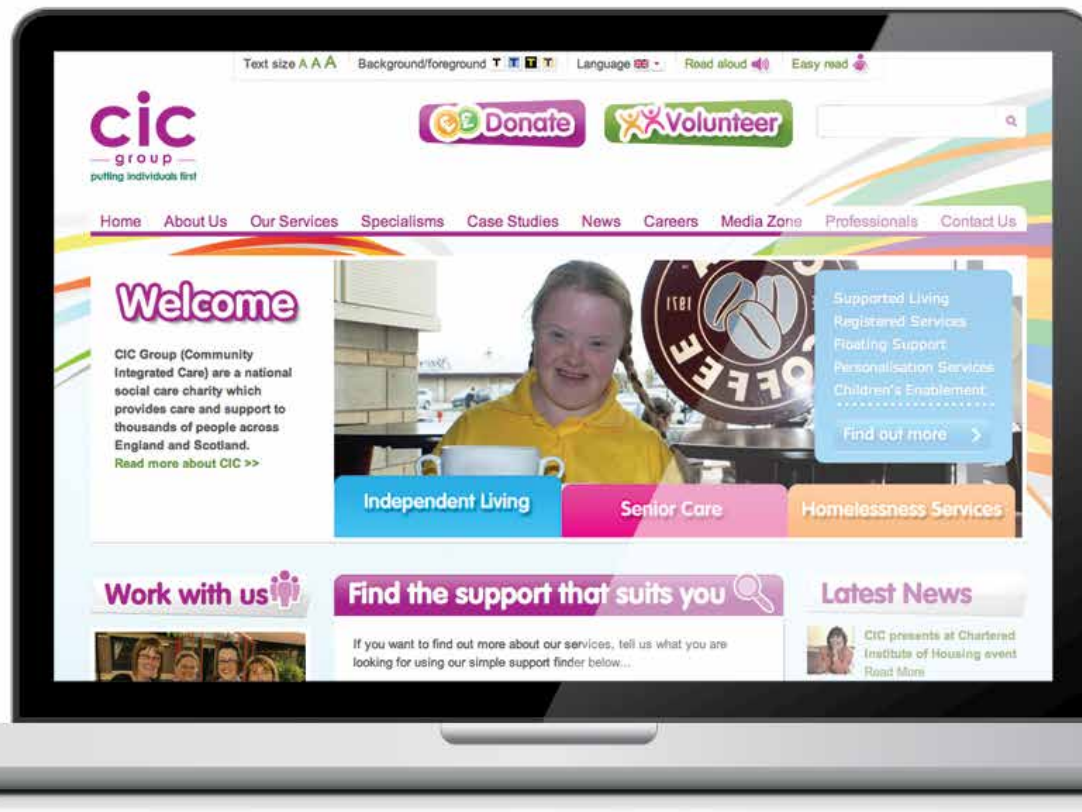 Text size A A A Background/foreground T T T T Language Read aloud Easy read
cic
group
putting individuals first
Donate
Volunteer
Home About Us Our Services Specialisms Case Studies News Careers Media Zone Professionals Contact Us
Welcome
CIC Group (Community
Integrated Care) are a national
social care charity which
provides care and support to
thousands of people across
England and Scotland.
Read more about CIC >>
1971
COFFEE
Supported Living
Registered Services
Floating Support
Personalisation Services
Children's Enablement
Find out more >
Independent Living
Senior Care
Homelessness Services
Work with us
Find the support that suits you
If you want to find out more about our services, tell us what you are
looking for using our simple support finder below...
Latest News
CIC presents at Chartered
Institute of Housing event
Read More